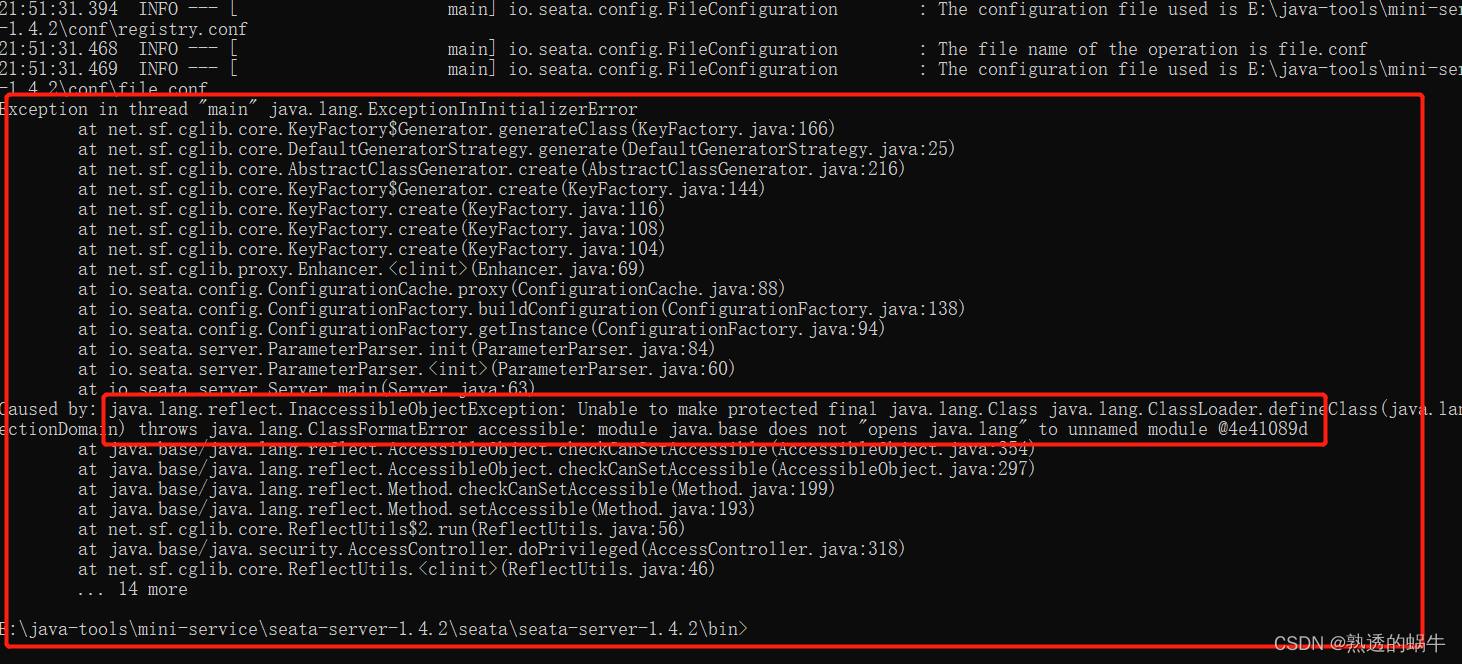 21:51:31.394  INFO --- [                     main] io.seata.config.FileConfiguration        : The configuration file used is E:\java-tools\mini-ser
-1.4.2\conf\registry.conf
21:51:31.468  INFO --- [                     main] io.seata.config.FileConfiguration        : The file name of the operation is file.conf
21:51:31.469  INFO --- [                     main] io.seata.config.FileConfiguration        : The configuration file used is E:\java-tools\mini-ser
-1.4.2\conf\file.conf
Exception in thread "main" java.lang.ExceptionInInitializerError
        at net.sf.cglib.core.KeyFactory$Generator.generateClass(KeyFactory.java:166)
        at net.sf.cglib.core.DefaultGeneratorStrategy.generate(DefaultGeneratorStrategy.java:25)
        at net.sf.cglib.core.AbstractClassGenerator.create(AbstractClassGenerator.java:216)
        at net.sf.cglib.core.KeyFactory$Generator.create(KeyFactory.java:144)
        at net.sf.cglib.core.KeyFactory.create(KeyFactory.java:116)
        at net.sf.cglib.core.KeyFactory.create(KeyFactory.java:108)
        at net.sf.cglib.core.KeyFactory.create(KeyFactory.java:104)
        at net.sf.cglib.proxy.Enhancer.<clinit>(Enhancer.java:69)
        at io.seata.config.ConfigurationCache.proxy(ConfigurationCache.java:88)
        at io.seata.config.ConfigurationFactory.buildConfiguration(ConfigurationFactory.java:138)
        at io.seata.config.ConfigurationFactory.getInstance(ConfigurationFactory.java:94)
        at io.seata.server.ParameterParser.init(ParameterParser.java:84)
        at io.seata.server.ParameterParser.<init>(ParameterParser.java:60)
        at io.seata.server.Server.main(Server.java:63)
Caused by: java.lang.reflect.InaccessibleObjectException: Unable to make protected final java.lang.Class java.lang.ClassLoader.defineClass(java.lan
ectionDomain) throws java.lang.ClassFormatError accessible: module java.base does not "opens java.lang" to unnamed module @4e41089d
        at java.base/java.lang.reflect.AccessibleObject.checkCanSetAccessible(AccessibleObject.java:354)
        at java.base/java.lang.reflect.AccessibleObject.checkCanSetAccessible(AccessibleObject.java:297)
        at java.base/java.lang.reflect.Method.checkCanSetAccessible(Method.java:199)
        at java.base/java.lang.reflect.Method.setAccessible(Method.java:193)
        at net.sf.cglib.core.ReflectUtils$2.run(ReflectUtils.java:56)
        at java.base/java.security.AccessController.doPrivileged(AccessController.java:318)
        at net.sf.cglib.core.ReflectUtils.<clinit>(ReflectUtils.java:46)
        ... 14 more
E:\java-tools\mini-service\seata-server-1.4.2\seata\seata-server-1.4.2\bin>
CSDN @熟透的蜗牛